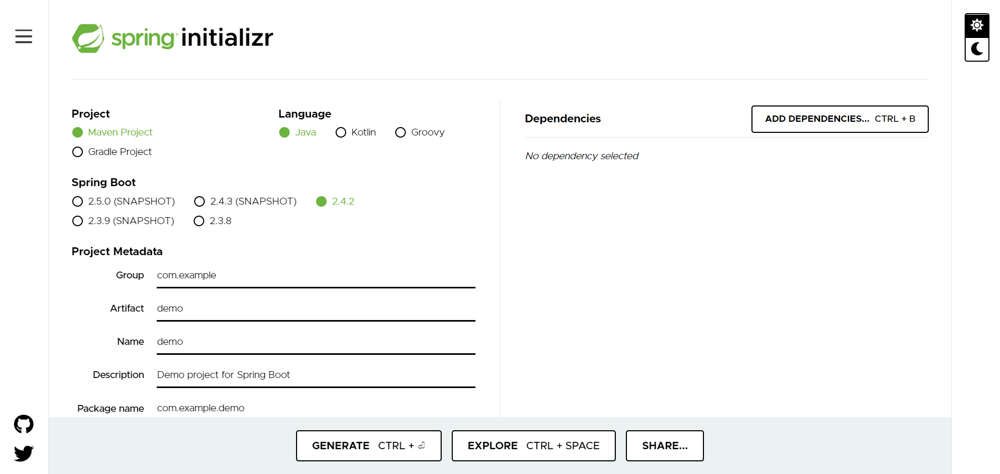 spring initializr
Project
Maven Project
Gradle Project
Language
Java Kotlin Groovy
Spring Boot
2.5.0 (SNAPSHOT) 2.4.3 (SNAPSHOT) 2.4.2
2.3.9 (SNAPSHOT) 2.3.8
Project Metadata
Group com.example
Artifact demo
Name demo
Description Demo project for Spring Boot
Package name com.example.demo
Dependencies
ADD DEPENDENCIES... CTRL + B
No dependency selected
GENERATE CTRL + ⏎
EXPLORE CTRL + SPACE
SHARE...